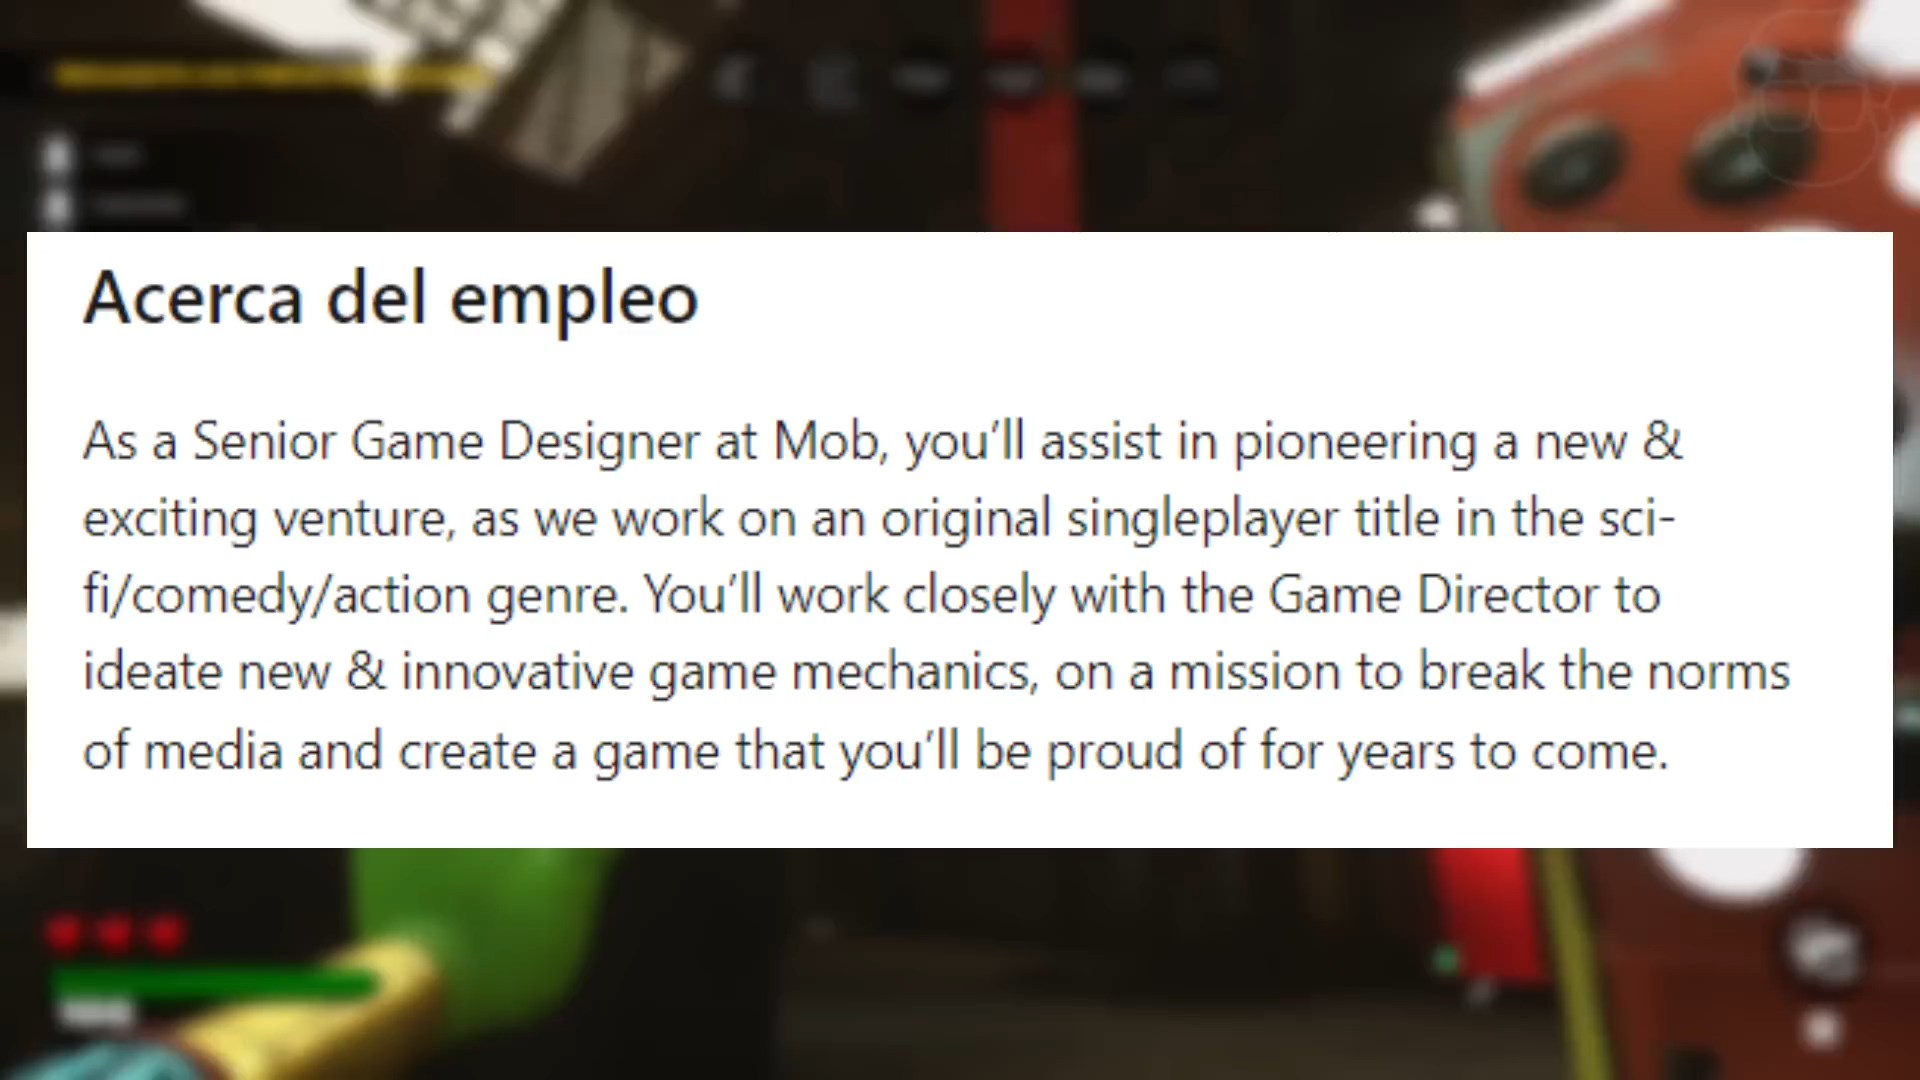 Acerca del empleo
As a Senior Game Designer at Mob, you’ll assist in pioneering a new &
exciting venture, as we work on an original singleplayer title in the sci-
fi/comedy/action genre. You’ll work closely with the Game Director to
ideate new & innovative game mechanics, on a mission to break the norms
of media and create a game that you’ll be proud of for years to come.